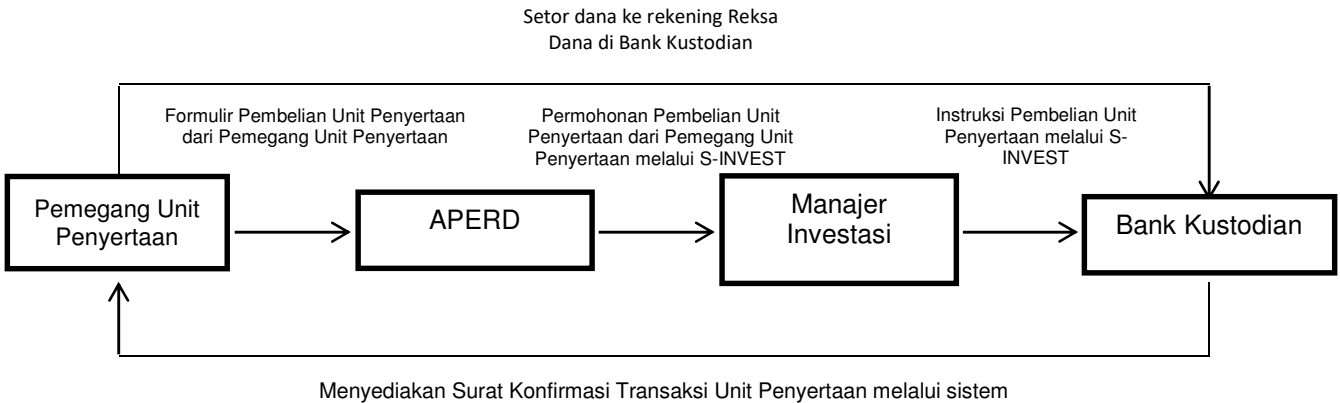 Setor dana ke rekening Reksa
Dana di Bank Kustodian
Formulir Pembelian Unit Penyertaan
dari Pemegang Unit Penyertaan
Permohonan Pembelian Unit
Penyertaan dari Pemegang Unit
Penyertaan melalui S-INVEST
Instruksi Pembelian Unit
Penyertaan melalui S-
INVEST
Pemegang Unit
Penyertaan
APERD
Manajer
Investasi
Bank Kustodian
Menyediakan Surat Konfirmasi Transaksi Unit Penyertaan melalui sistem